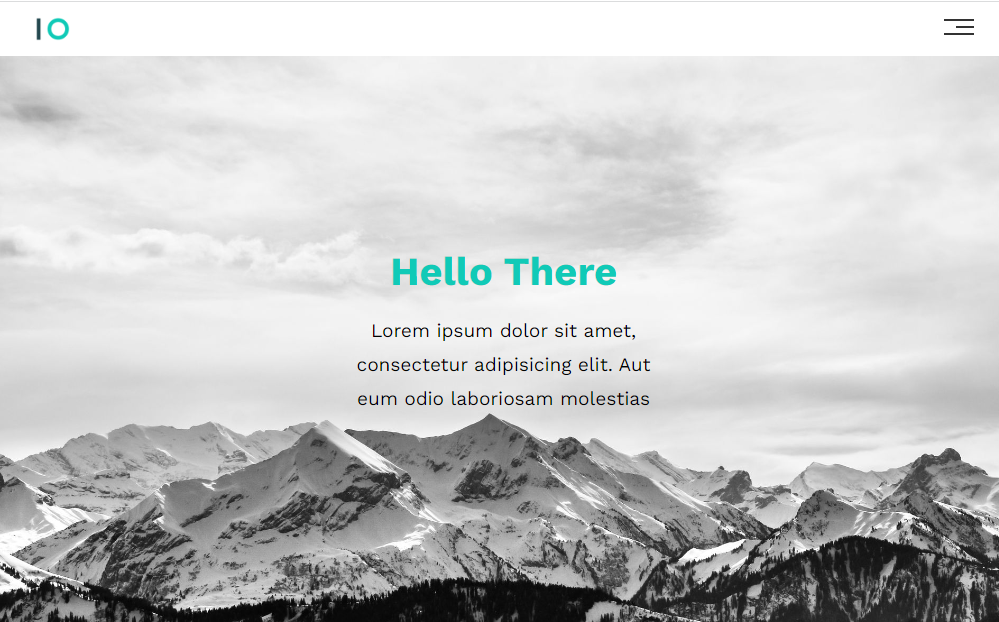 IO
Hello There
Lorem ipsum dolor sit amet,
consectetur adipisicing elit. Aut
eum odio laboriosam molestias